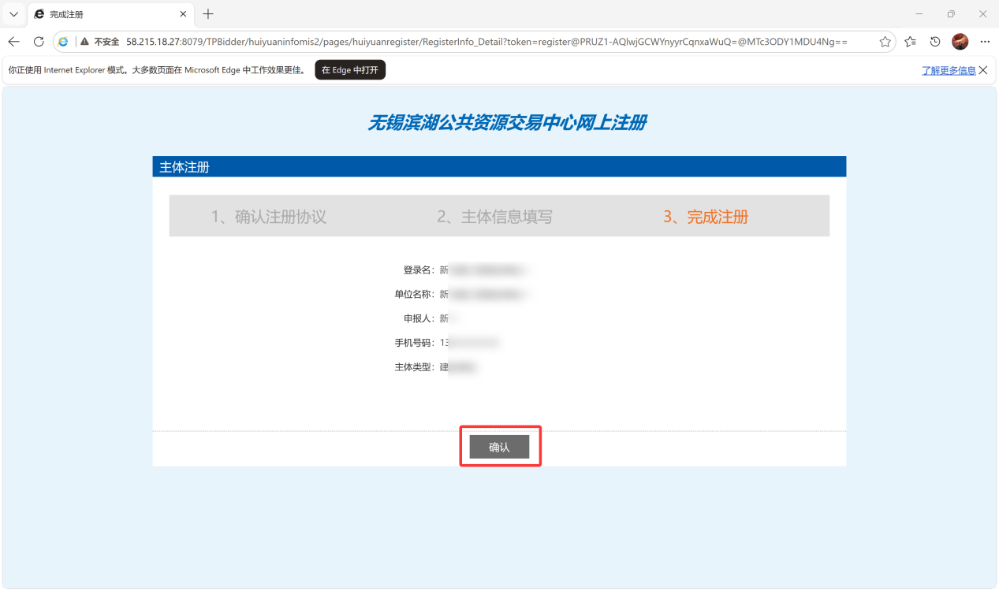 完成注册
不安全 58.215.18.27:8079/TPBidder/huiyuaninfomis2/pages/huiyuanregister/RegisterInfo_Detail?token=register@PRUZ1-AQlwjGCWYnyyrCqnxaWuQ=@MTc3ODY1MDU4Ng==
你正使用 Internet Explorer 模式。大多数页面在 Microsoft Edge 中工作效果更佳。 在 Edge 中打开 了解更多信息
无锡滨湖公共资源交易中心网上注册
主体注册
1、确认注册协议 2、主体信息填写 3、完成注册
登录名：新
单位名称：新
申报人：新
手机号码：13
主体类型：建
确认